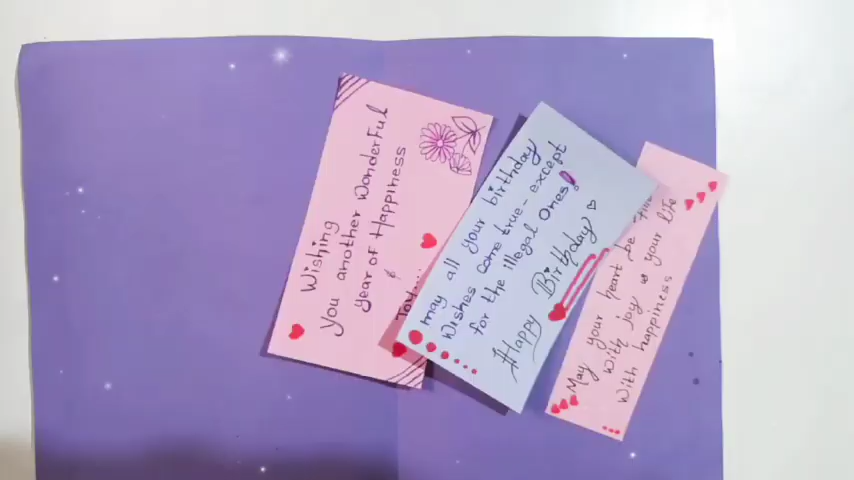 Wishing
You another Wonderful
Year of Happiness
&
may all your birthday
Wishes come true- except
for the illegal Ones!
Happy Birthday
May your heart be
with joy & your life
With happiness